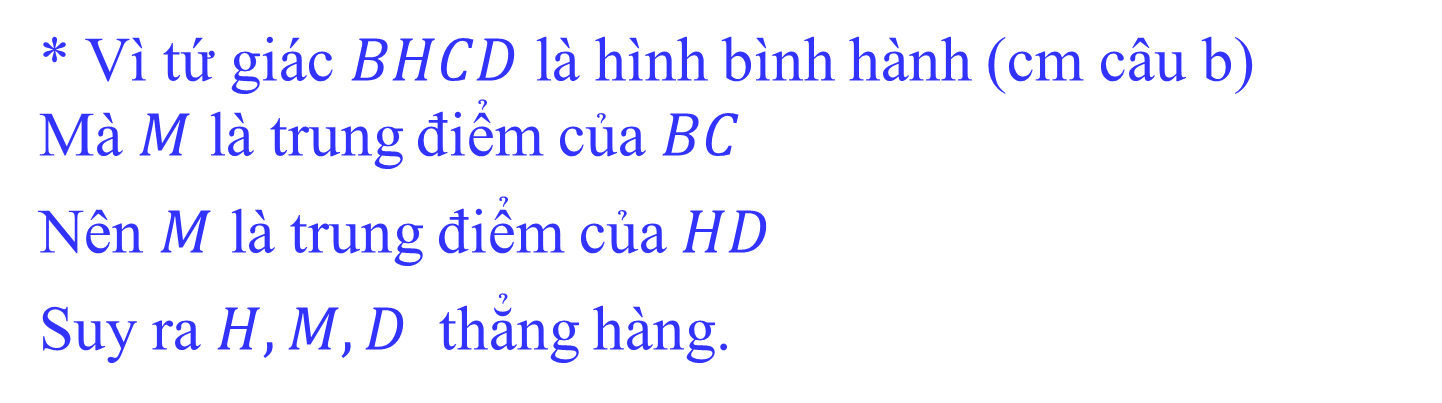 * Vì tứ giác BHCD là hình bình hành (cm câu b)
Mà M là trung điểm của BC
Nên M là trung điểm của HD
Suy ra H, M, D thẳng hàng.